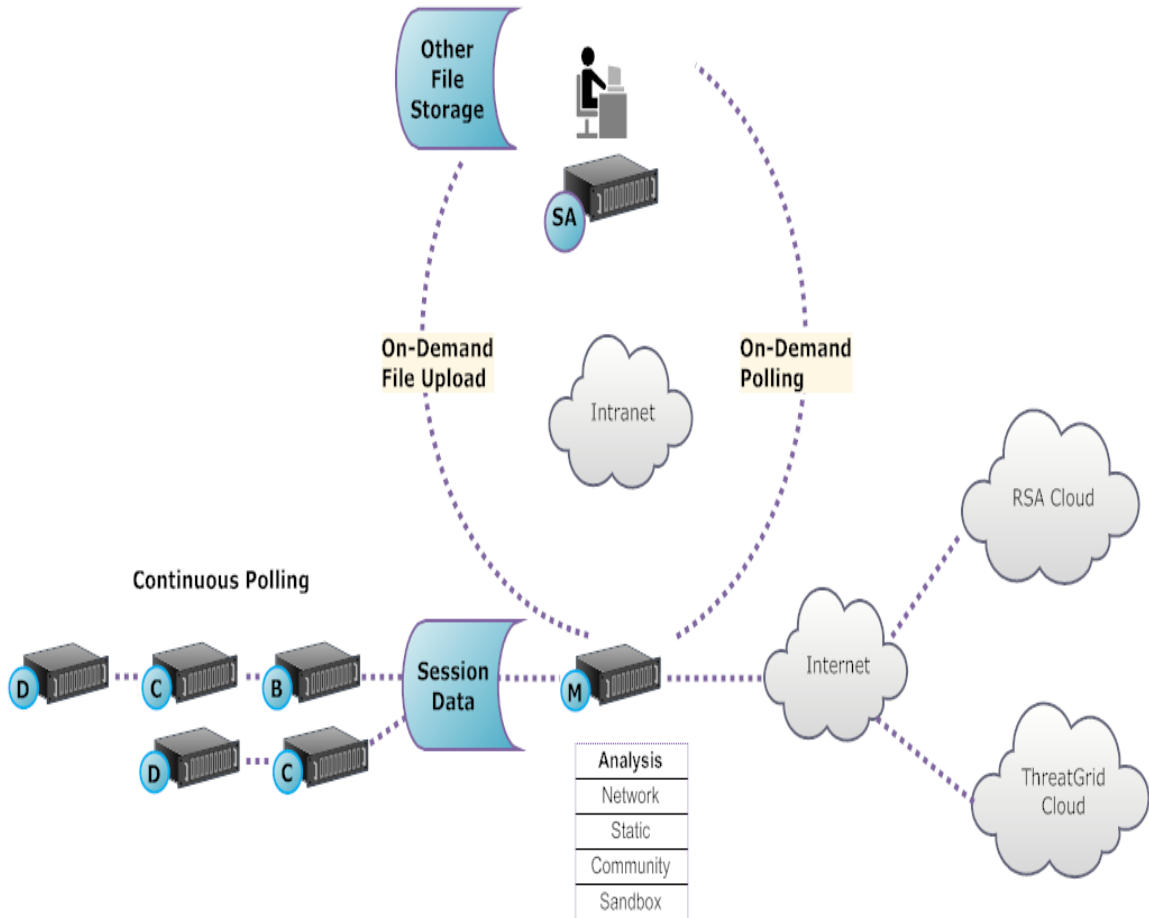 Other
File
Storage
SA
On-Demand
File Upload
On-Demand
Polling
Intranet
RSA Cloud
Continuous Polling
D
C
B
Session
Data
M
Internet
D
C
Analysis
Network
Static
Community
Sandbox
ThreatGrid
Cloud